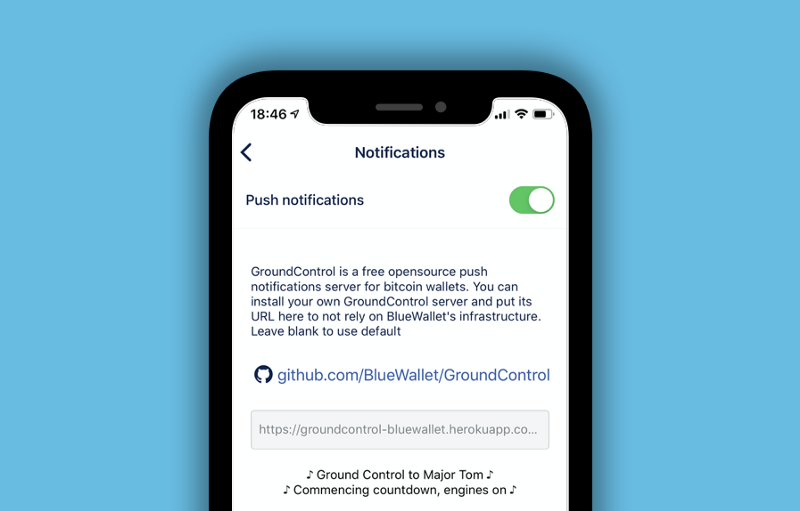 18:46
Notifications
Push notifications
GroundControl is a free opensource push
notifications server for bitcoin wallets. You can
install your own GroundControl server and put its
URL here to not rely on BlueWallet's infrastructure.
Leave blank to use default
github.com/BlueWallet/GroundControl
https://groundcontrol-bluewallet.herokuapp.co...
♪ Ground Control to Major Tom ♪
♪ Commencing countdown, engines on ♪